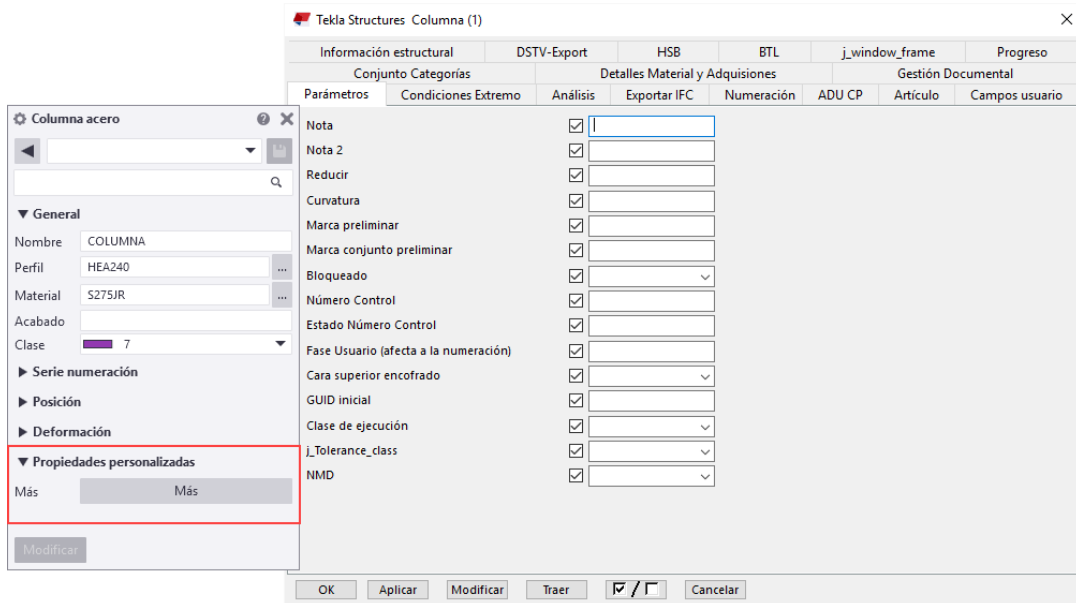 Tekla Structures Columna (1)
Información estructural DSTV-Export HSB BTL j_window_frame Progreso
Conjunto Categorías Detalles Material y Adquisiones Gestión Documental
Parámetros Condiciones Extremo Análisis Exportar IFC Numeración ADU CP Artículo Campos usuario
Nota
Nota 2
Reducir
Curvatura
Marca preliminar
Marca conjunto preliminar
Bloqueado
Número Control
Estado Número Control
Fase Usuario (afecta a la numeración)
Cara superior encofrado
GUID inicial
Clase de ejecución
j_Tolerance_class
NMD
OK Aplicar Modificar Traer / Cancelar
Columna acero
General
Nombre COLUMNA
Perfil HEA240 ...
Material S275JR ...
Acabado
Clase 7
Serie numeración
Posición
Deformación
Propiedades personalizadas
Más Más
Modificar